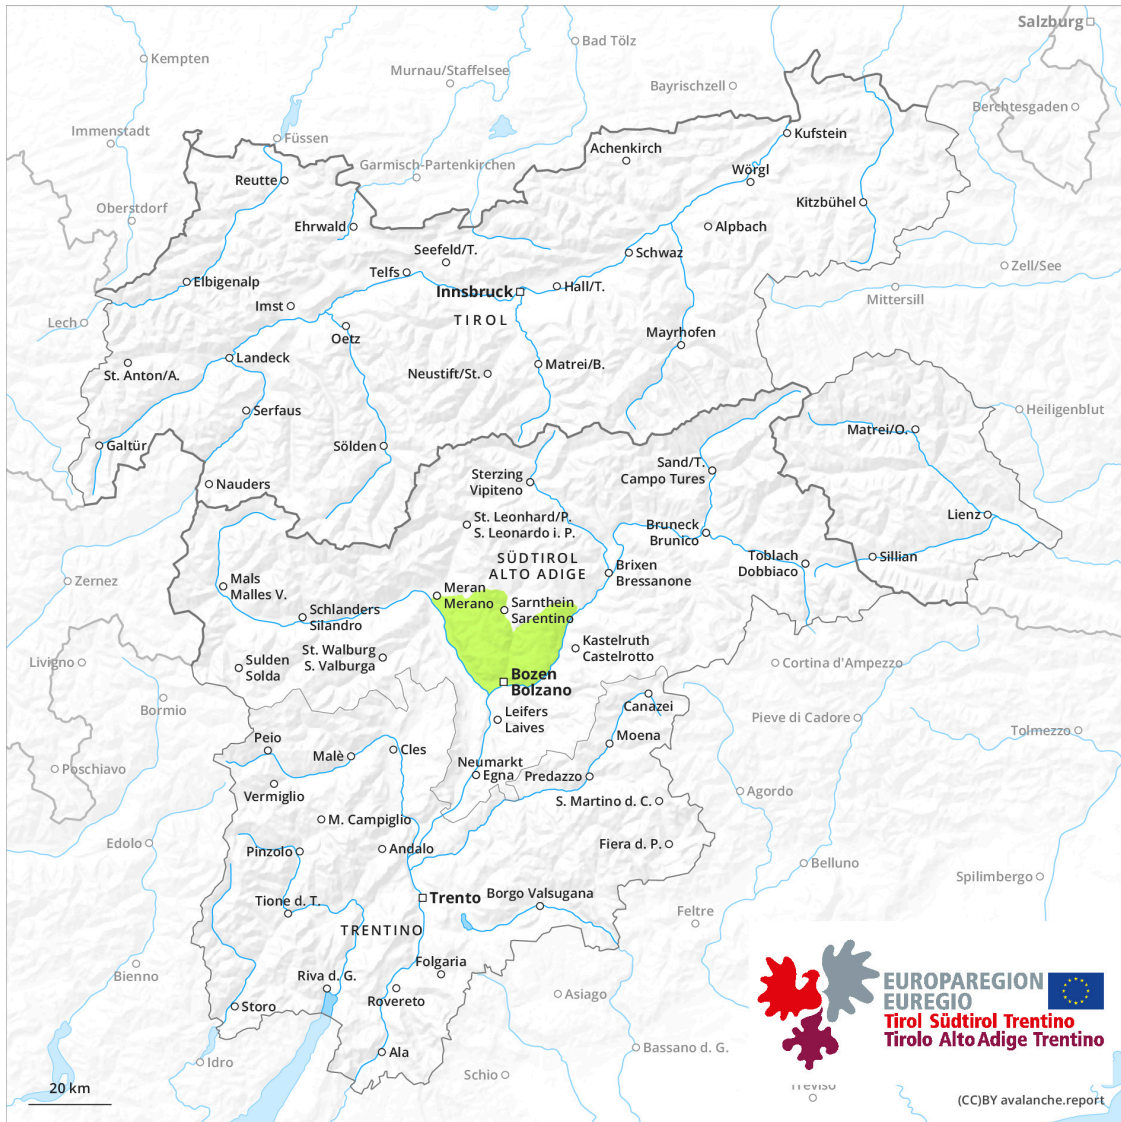 Salzburg
Bad Tölz
Kempten
Murnau/Staffelsee
Bayrischzell
Berchtesgaden
Immenstadt
Füssen
Kufstein
Achenkirch
Garmisch-Partenkirchen
Wörgl
Reutte
Kitzbühel
Oberstdorf
Ehrwald
Alpbach
Seefeld/T.
Schwaz
Zell/See
Telfs
Elbigenalp
Hall/T.
Innsbruck
Mittersill
Imst
TIROL
Lech
Mayrhofen
Oetz
Landeck
Matrei/B.
St. Anton/A.
Neustift/St.
Serfaus
Heiligenblut
Matrei/O.
Galtür
Sölden
Sand/T.
Campo Tures
Sterzing
Vipiteno
Nauders
Lienz
St. Leonhard/P.
S. Leonardo i. P.
Bruneck
Brunico
SÜDTIROL
ALTO ADIGE
Toblach
Dobbiaco
Sillian
Brixen
Bressanone
Zernez
Mals
Malles V.
Meran
Merano
Sarnthein
Sarentino
Schlanders
Silandro
Kastelruth
Castelrotto
St. Walburg
S. Valburga
Livigno
Sulden
Solda
Cortina d'Ampezzo
Bozen
Bolzano
Bormio
Canazei
Leifers
Laives
Pieve di Cadore
Tolmezzo
Moena
Peio
Malè
Cles
Neumarkt
Egna
Predazzo
Poschiavo
Vermiglio
Agordo
S. Martino d. C.
M. Campiglio
Edolo
Pinzolo
Andalo
Fiera d. P.
Belluno
Spilimbergo
Trento
Borgo Valsugana
Tione d. T.
Feltre
TRENTINO
Folgaria
Bienno
Riva d. G.
Rovereto
Asiago
Storo
EUROPAREGION
EUREGIO
Tirol Südtirol Trentino
Tirolo Alto Adige Trentino
Ala
Bassano d. G.
Idro
Schio
Treviso
20 km
(CC)BY avalanche.report